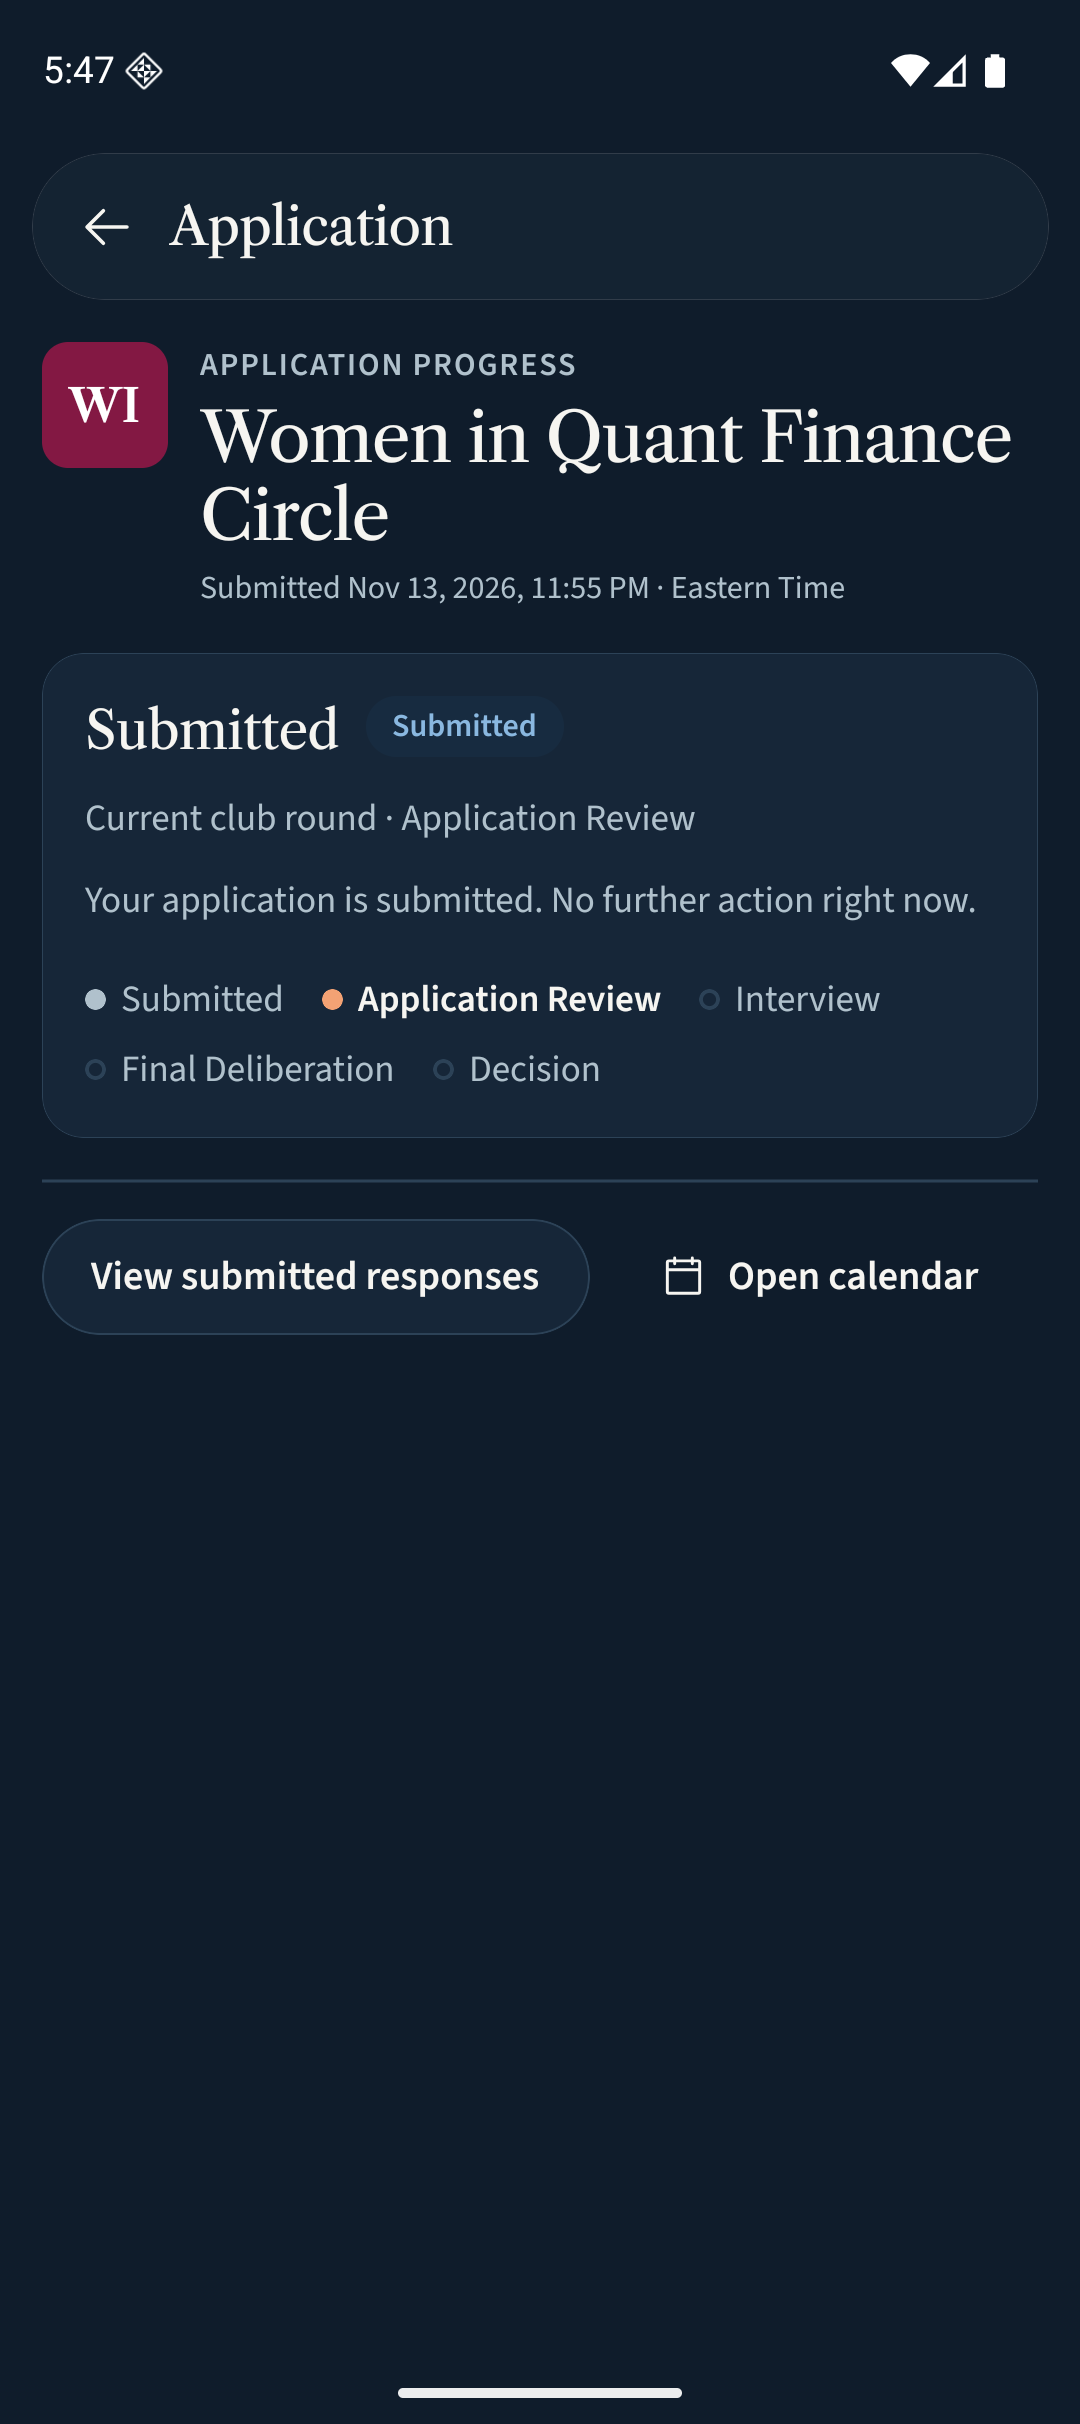 5:47
Application
WI
APPLICATION PROGRESS
Women in Quant Finance
Circle
Submitted Nov 13, 2026, 11:55 PM · Eastern Time
Submitted
Submitted
Current club round · Application Review
Your application is submitted. No further action right now.
Submitted
Application Review
Interview
Final Deliberation
Decision
View submitted responses
Open calendar